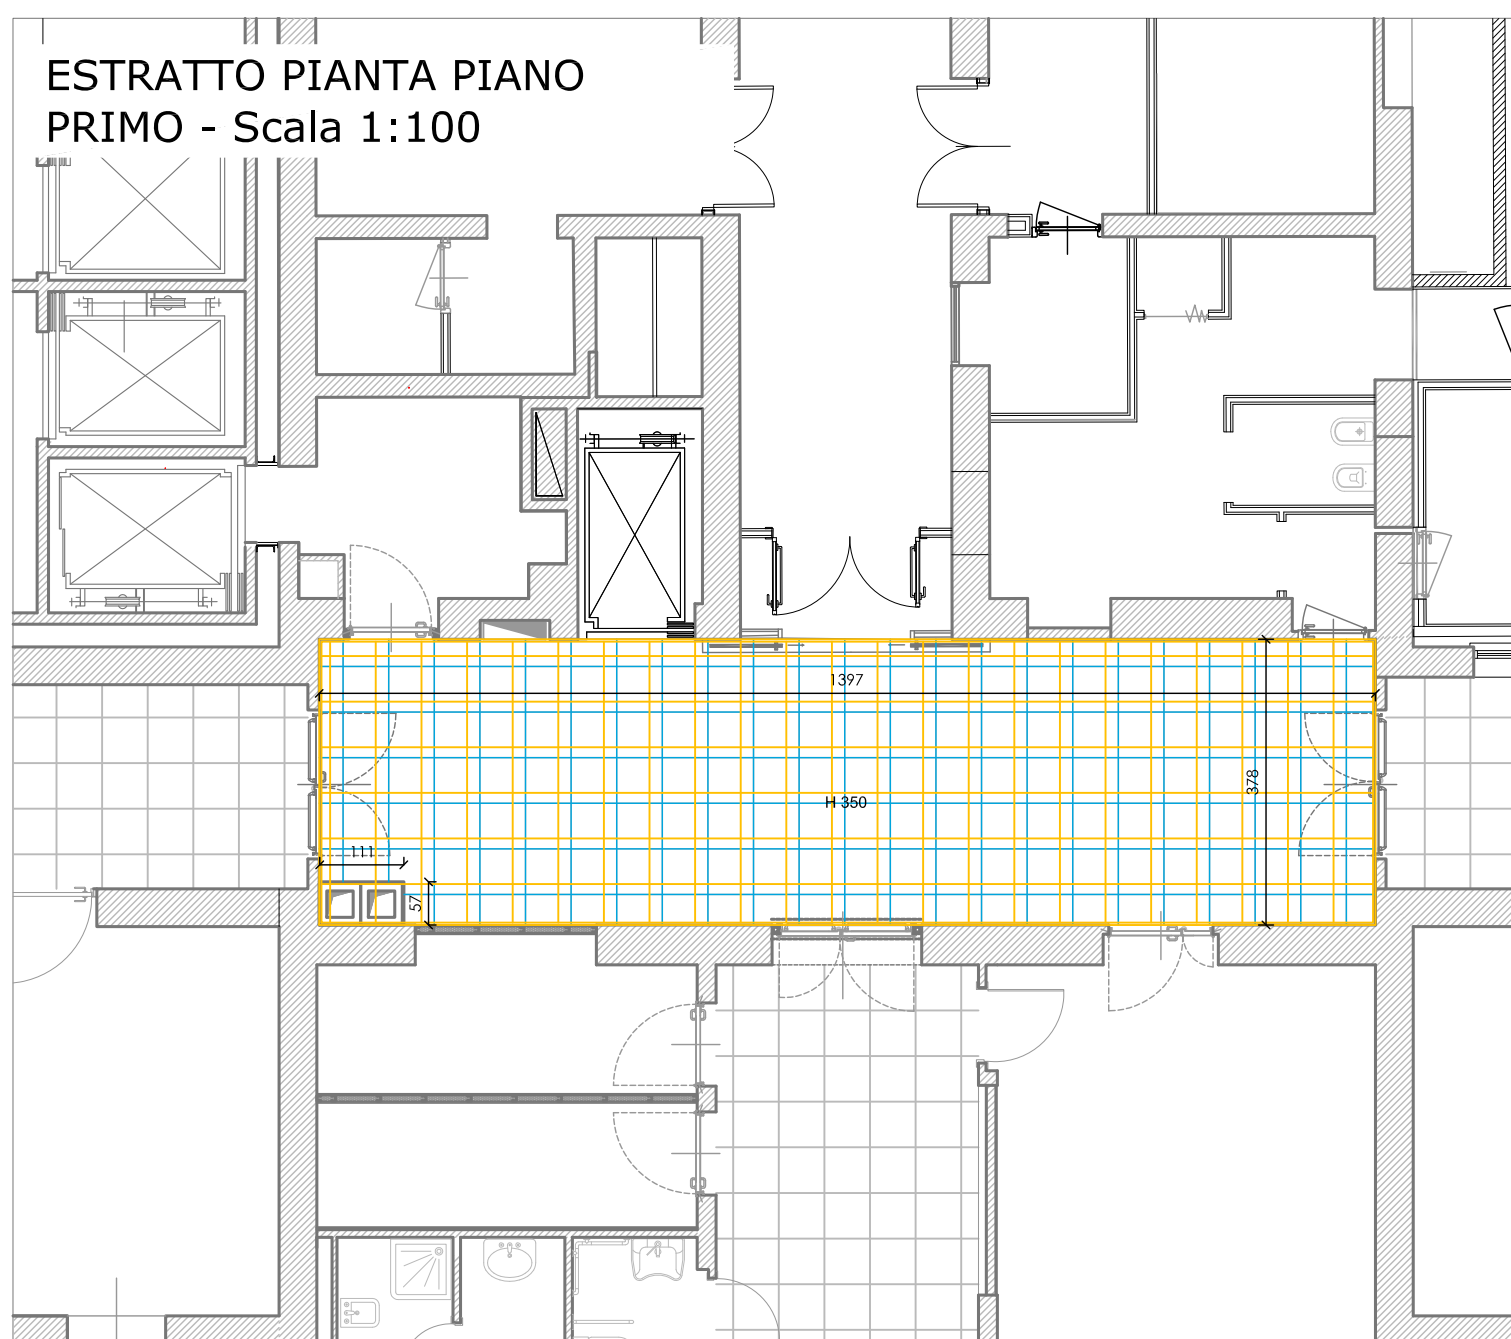 ESTRATTO PIANTA PIANO
PRIMO - Scala 1:100
1397
378
H 350
111
57